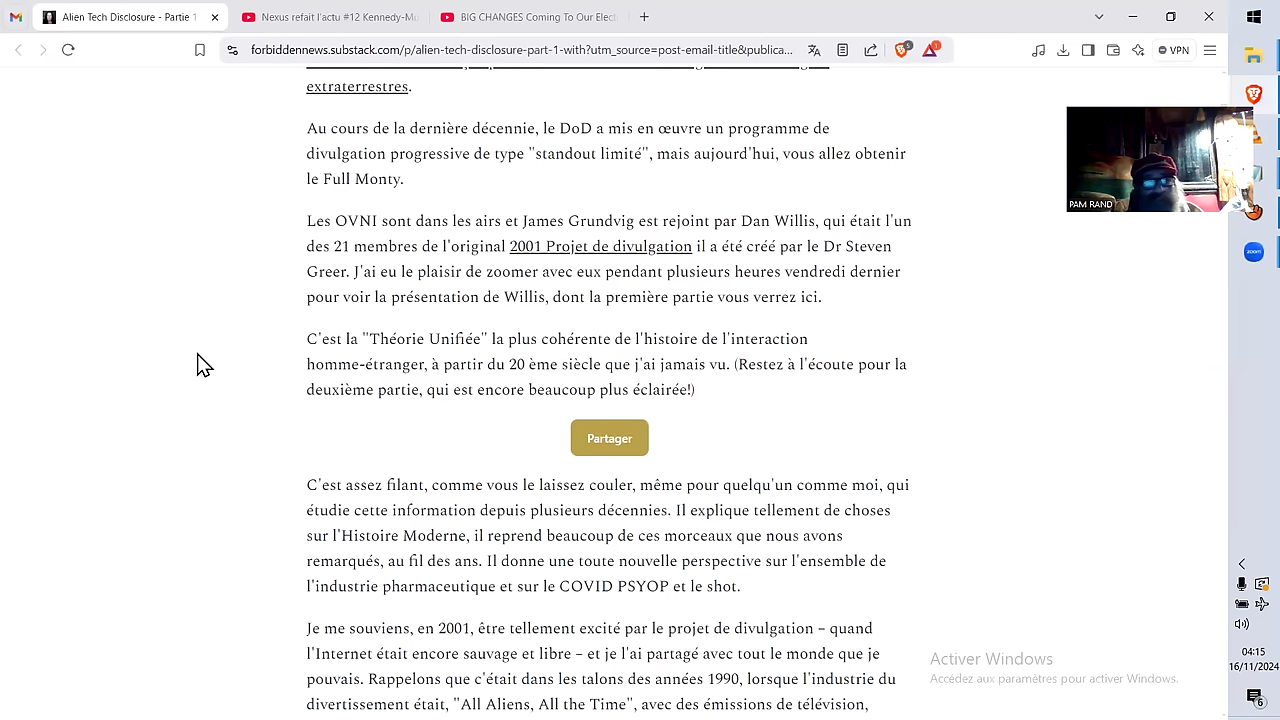 Alien Tech Disclosure - Partie 1
Nexus refait l'actu #12 Kennedy-Mu
BIG CHANGES Coming To Our Elect
forbiddennews.substack.com/p/alien-tech-disclosure-part-1-with?utm_source=post-email-title&publica...
VPN
extraterrestres.
Au cours de la dernière décennie, le DoD a mis en œuvre un programme de
divulgation progressive de type "standout limité", mais aujourd'hui, vous allez obtenir
le Full Monty.
Les OVNI sont dans les airs et James Grundvig est rejoint par Dan Willis, qui était l'un
des 21 membres de l'original 2001 Projet de divulgation il a été créé par le Dr Steven
Greer. J'ai eu le plaisir de zoomer avec eux pendant plusieurs heures vendredi dernier
pour voir la présentation de Willis, dont la première partie vous verrez ici.
C'est la "Théorie Unifiée" la plus cohérente de l'histoire de l'interaction
homme-étranger, à partir du 20 ème siècle que j'ai jamais vu. (Restez à l'écoute pour la
deuxième partie, qui est encore beaucoup plus éclairée!)
Partager
C'est assez filant, comme vous le laissez couler, même pour quelqu'un comme moi, qui
étudie cette information depuis plusieurs décennies. Il explique tellement de choses
sur l'Histoire Moderne, il reprend beaucoup de ces morceaux que nous avons
remarqués, au fil des ans. Il donne une toute nouvelle perspective sur l'ensemble de
l'industrie pharmaceutique et sur le COVID PSYOP et le shot.
Je me souviens, en 2001, être tellement excité par le projet de divulgation – quand
l'Internet était encore sauvage et libre – et je l'ai partagé avec tout le monde que je
pouvais. Rappelons que c'était dans les talons des années 1990, lorsque l'industrie du
divertissement était, "All Aliens, All the Time", avec des émissions de télévision,
PAM RAND
zoom
Activer Windows
Accédez aux paramètres pour activer Windows.
04:15
16/11/2024
6